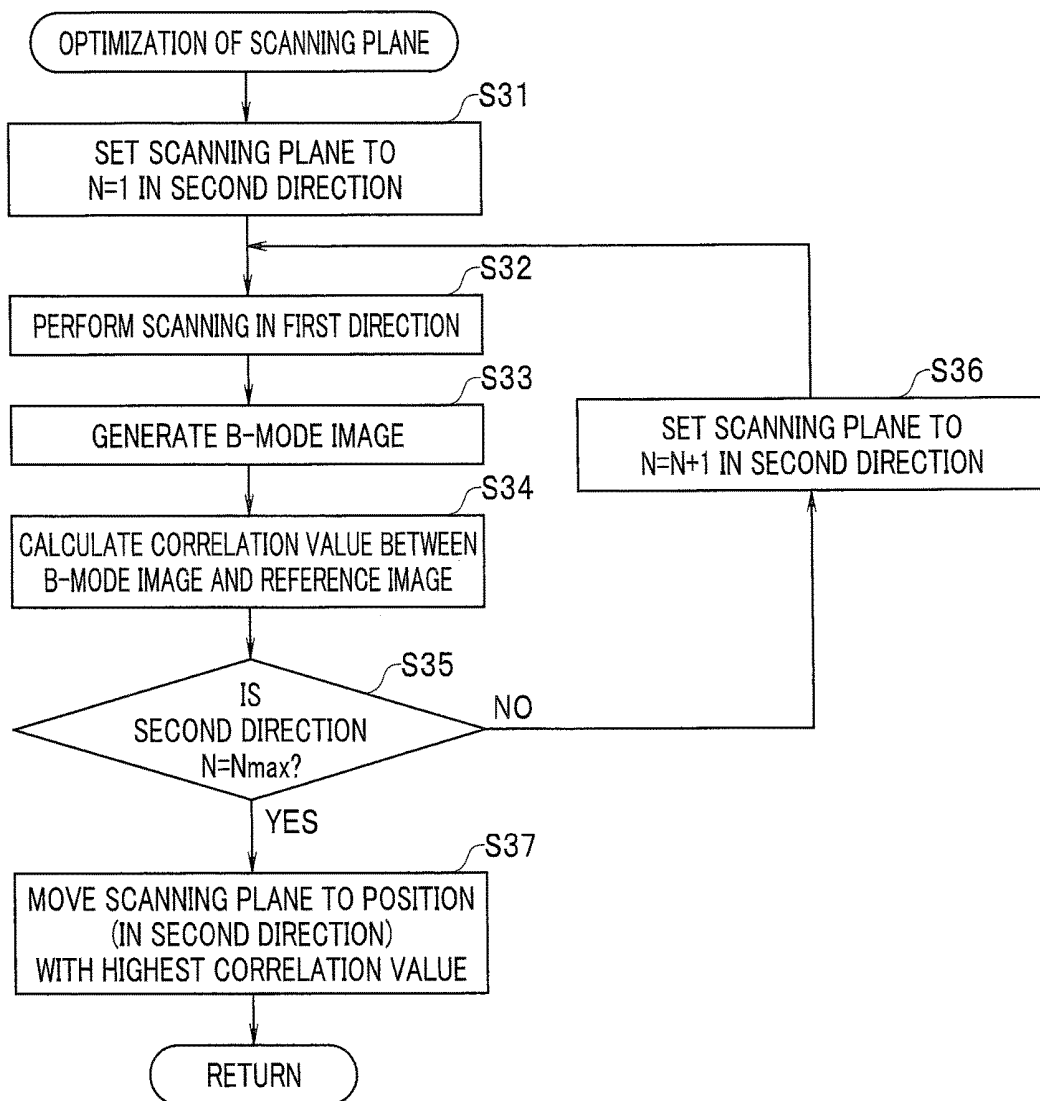 OPTIMIZATION OF SCANNING PLANE
S31
SET SCANNING PLANE TO
N=1 IN SECOND DIRECTION
S32
PERFORM SCANNING IN FIRST DIRECTION
S33
GENERATE B-MODE IMAGE
S36
SET SCANNING PLANE TO
N=N+1 IN SECOND DIRECTION
S34
CALCULATE CORRELATION VALUE BETWEEN
B-MODE IMAGE AND REFERENCE IMAGE
S35
IS
SECOND DIRECTION
N=Nmax?
NO
YES
S37
MOVE SCANNING PLANE TO POSITION
(IN SECOND DIRECTION)
WITH HIGHEST CORRELATION VALUE
RETURN